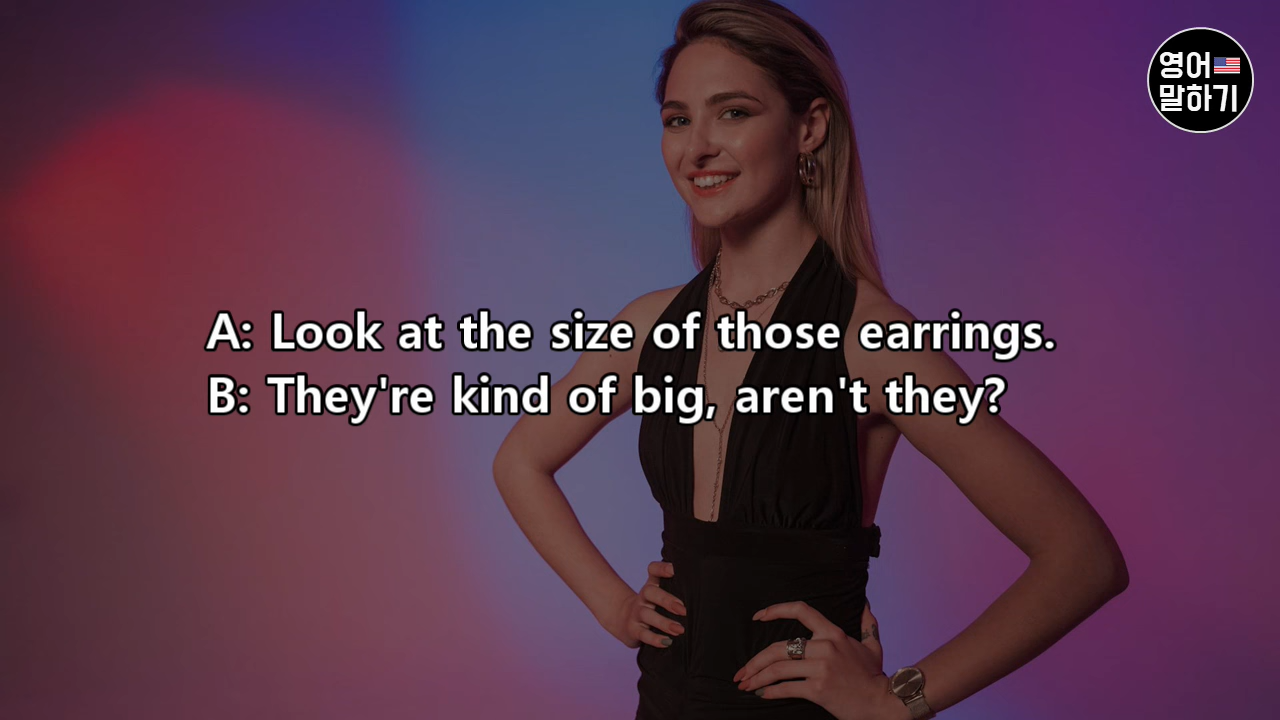 영어
말하기
A: Look at the size of those earrings.
B: They're kind of big, aren't they?